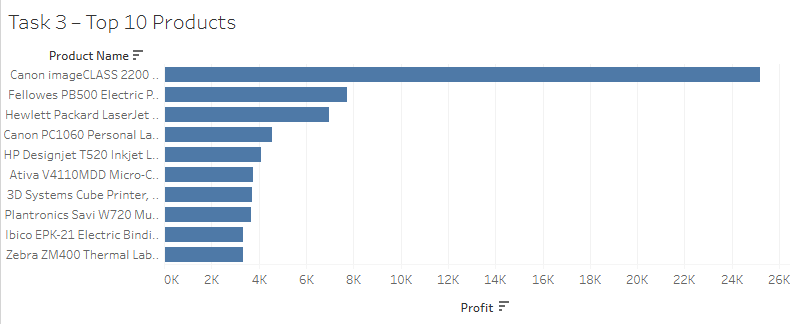 Task 3 – Top 10 Products
Product Name
Canon imageCLASS 2200 ..
Fellowes PB500 Electric P..
Hewlett Packard LaserJet ..
Canon PC1060 Personal La..
HP Designjet T520 Inkjet L..
Ativa V4110MDD Micro-C..
3D Systems Cube Printer, ..
Plantronics Savi W720 Mu..
Ibico EPK-21 Electric Bindi..
Zebra ZM400 Thermal Lab..
0K 2K 4K 6K 8K 10K 12K 14K 16K 18K 20K 22K 24K 26K
Profit